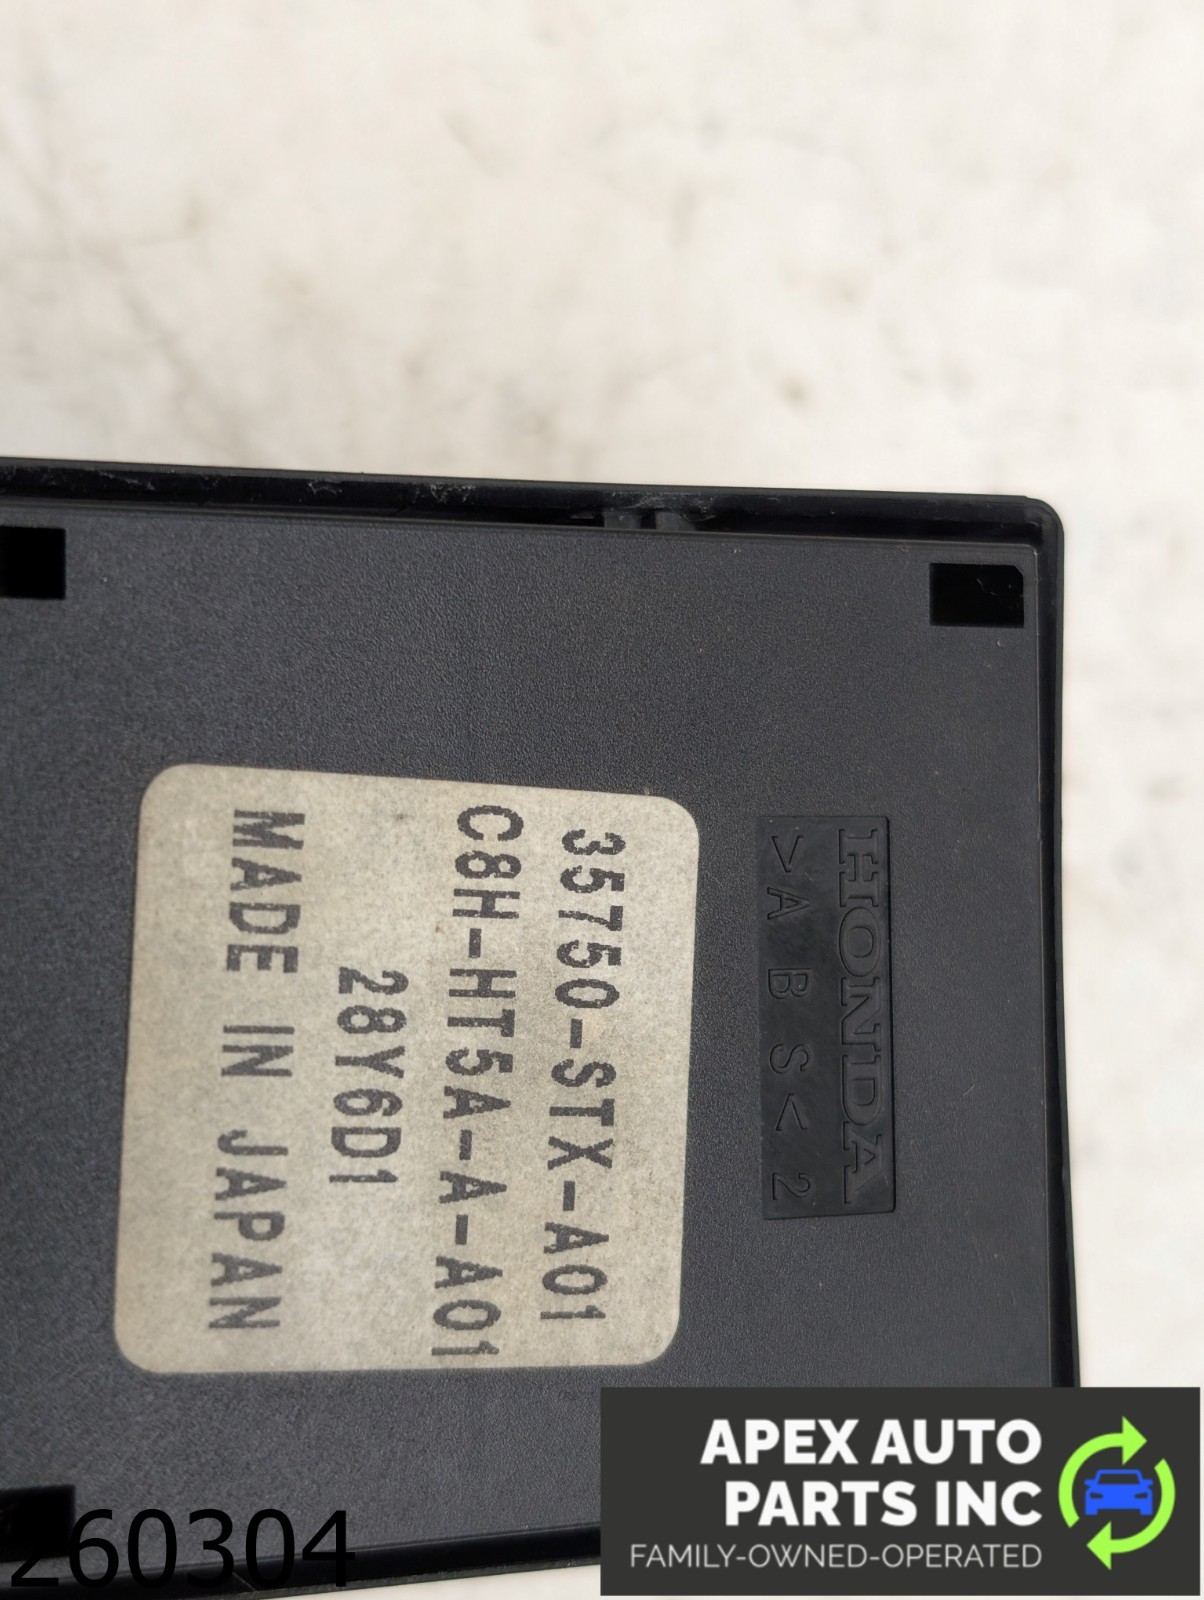 35750-STX-A01
C8H-HT5A-A-A01
28Y6D1
MADE IN JAPAN
HONDA
>ABS< 2
260304
APEX AUTO
PARTS INC
FAMILY-OWNED-OPERATED